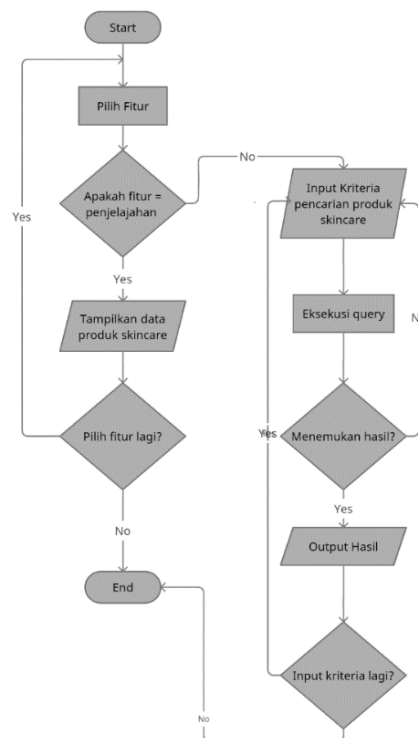 Start
Pilih Fitur
No
Apakah fitur =
penjelajahan
Input Kriteria
pencarian produk
skincare
Yes
Yes
Tampilkan data
produk skincare
Eksekusi query
Pilih fitur lagi?
Yes
Menemukan hasil?
Yes
No
Output Hasil
End
Input kriteria lagi?
No